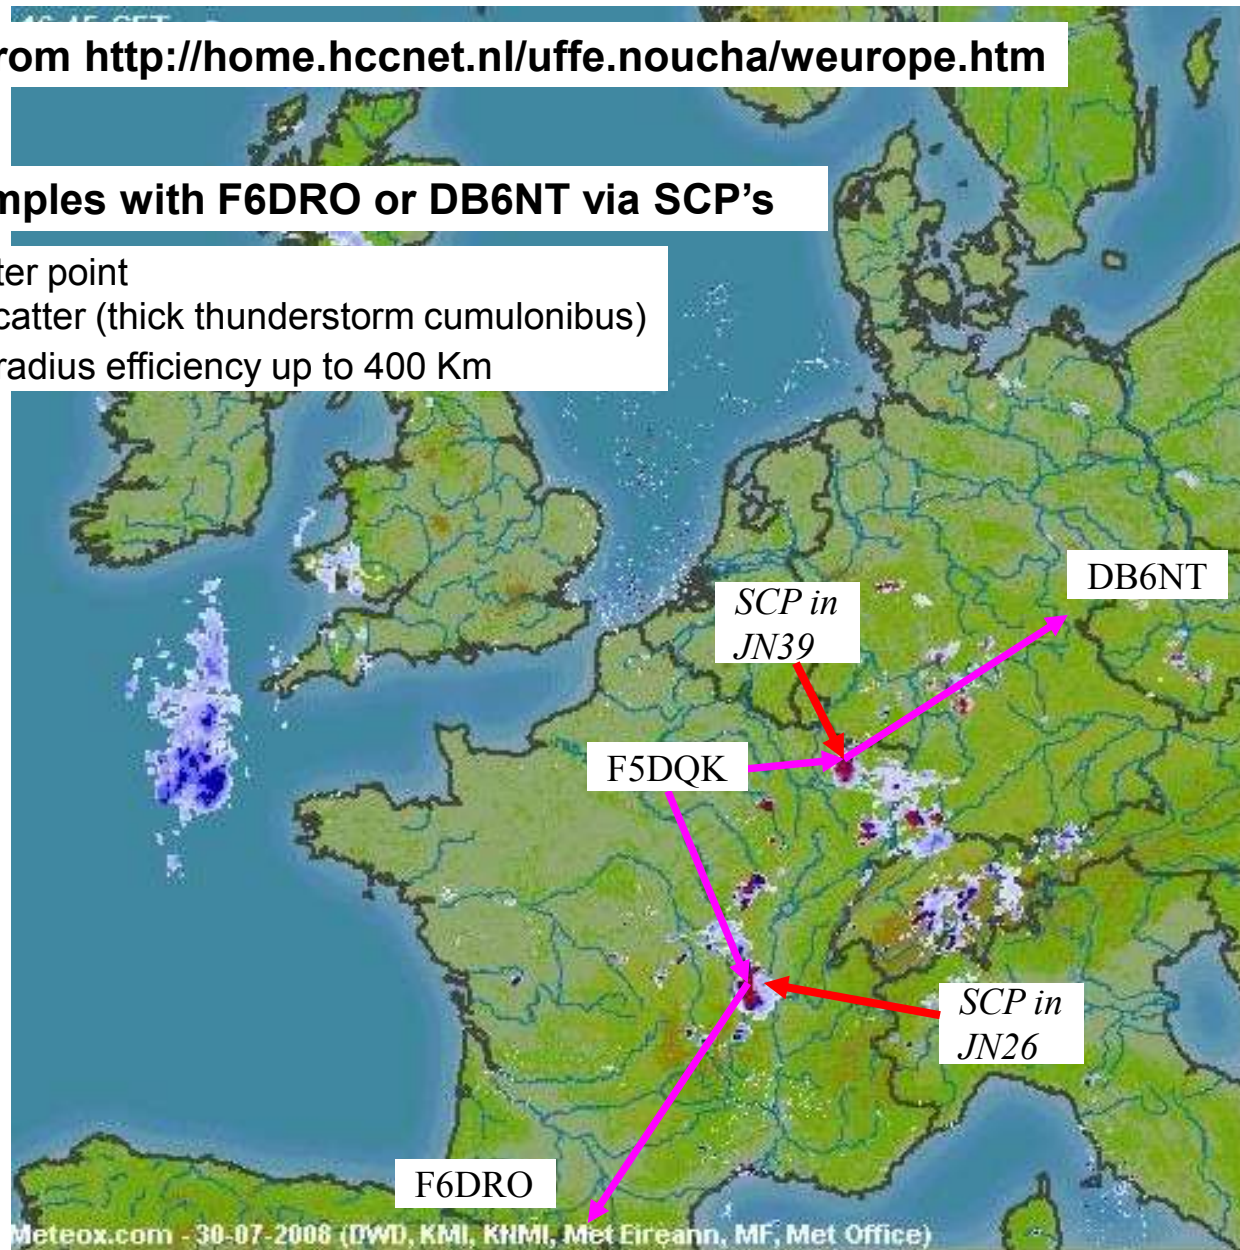 rom http://home.hccnet.nl/uffe.noucha/weurope.htm
mples with F6DRO or DB6NT via SCP's
ter point
catter (thick thunderstorm cumulonibus)
radius efficiency up to 400 Km
DB6NT
SCP in
JN39
F5DQK
SCP in
JN26
F6DRO
Meteox.com - 30-07-2008 (DWD, KMI, KNMI, Met Eireann, MF, Met Office)